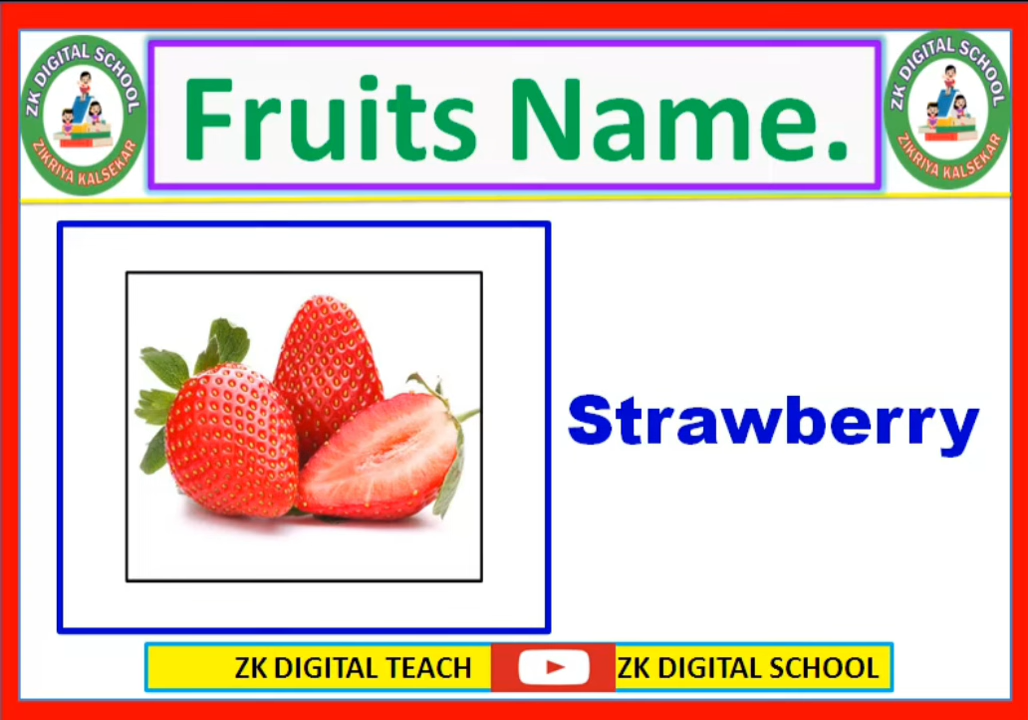 ZK DIGITAL SCHOOL
ZIKRIYA KALSEKAR
Fruits Name.
ZK DIGITAL SCHOOL
ZIKRIYA KALSEKAR
Strawberry
ZK DIGITAL TEACH
ZK DIGITAL SCHOOL